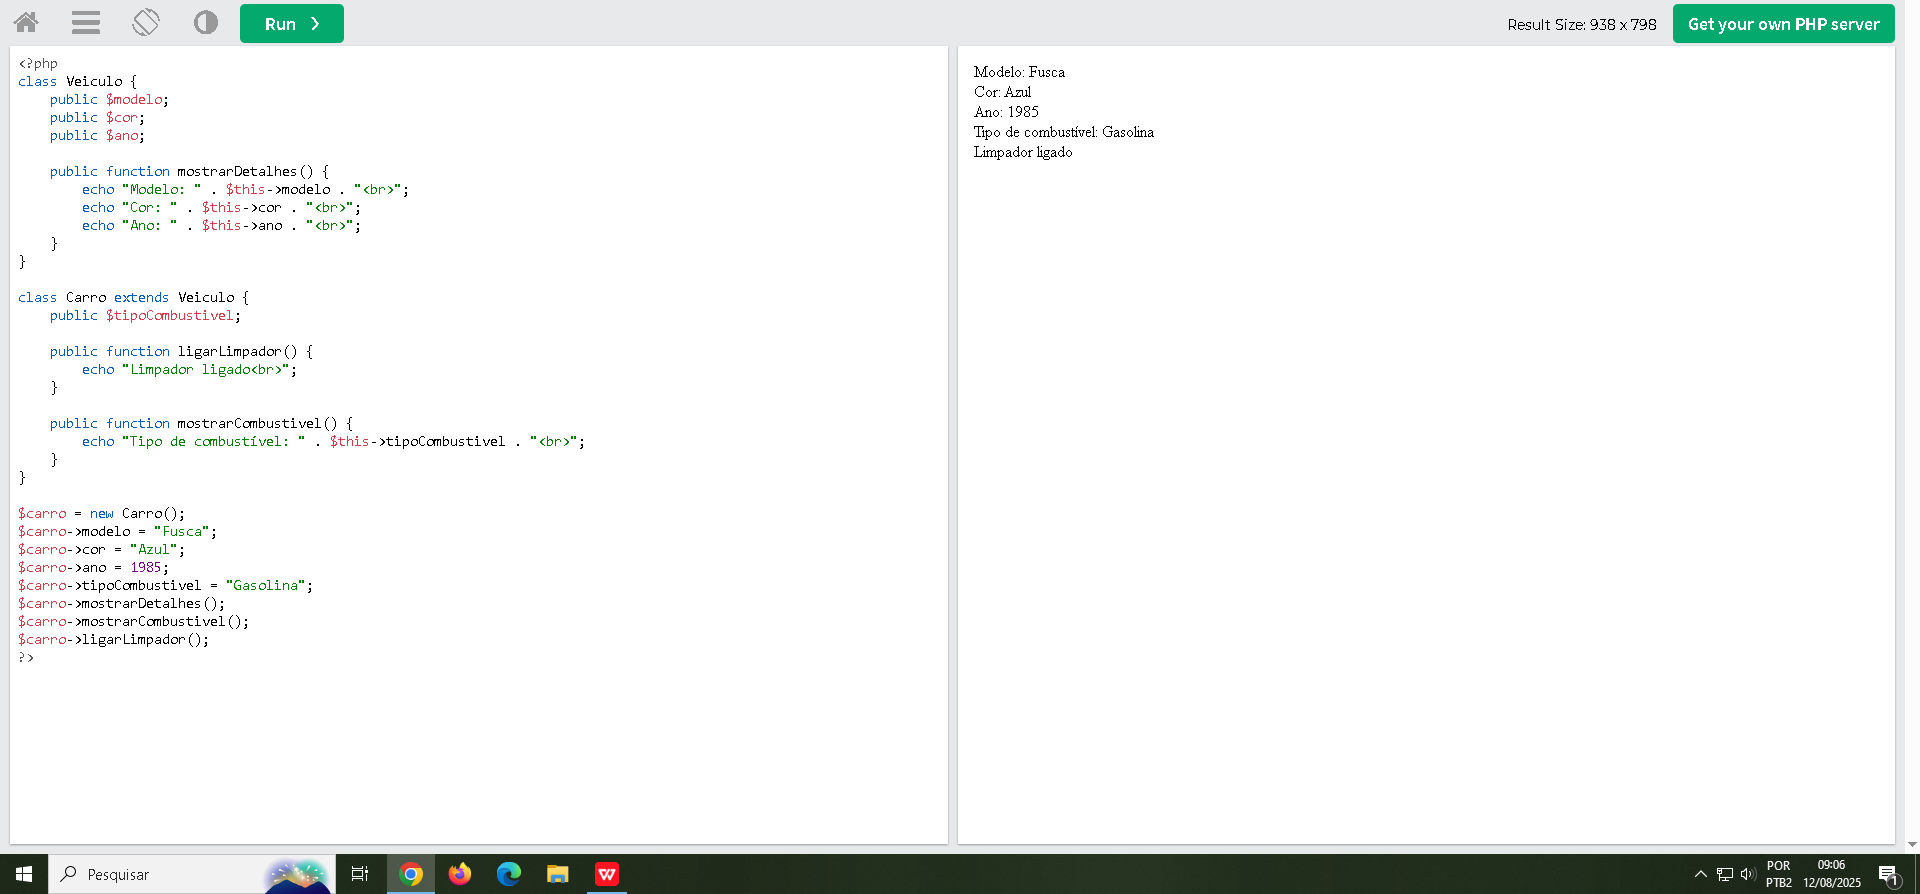 Run ❯
Result Size: 938 x 798
Get your own PHP server
<?php
class Veiculo {
    public $modelo;
    public $cor;
    public $ano;

    public function mostrarDetalhes() {
        echo "Modelo: " . $this->modelo . "<br>";
        echo "Cor: " . $this->cor . "<br>";
        echo "Ano: " . $this->ano . "<br>";
    }
}

class Carro extends Veiculo {
    public $tipoCombustivel;

    public function ligarLimpador() {
        echo "Limpador ligado<br>";
    }

    public function mostrarCombustivel() {
        echo "Tipo de combustível: " . $this->tipoCombustivel . "<br>";
    }
}

$carro = new Carro();
$carro->modelo = "Fusca";
$carro->cor = "Azul";
$carro->ano = 1985;
$carro->tipoCombustivel = "Gasolina";
$carro->mostrarDetalhes();
$carro->mostrarCombustivel();
$carro->ligarLimpador();
?>
Modelo: Fusca
Cor: Azul
Ano: 1985
Tipo de combustível: Gasolina
Limpador ligado
Pesquisar
W
POR
PTB2
09:06
12/08/2025
1